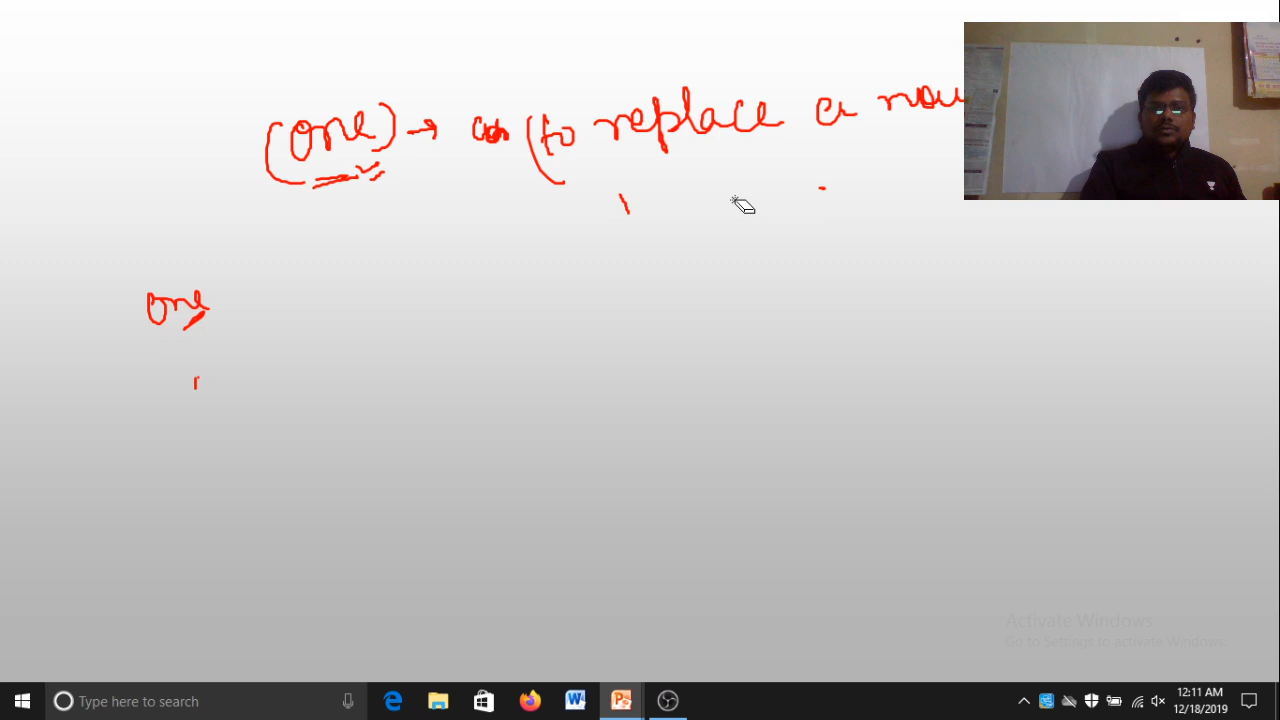 (one) → (to replace a nou
one
Activate Windows
Go to Settings to activate Windows.
Type here to search
12:11 AM
12/18/2019